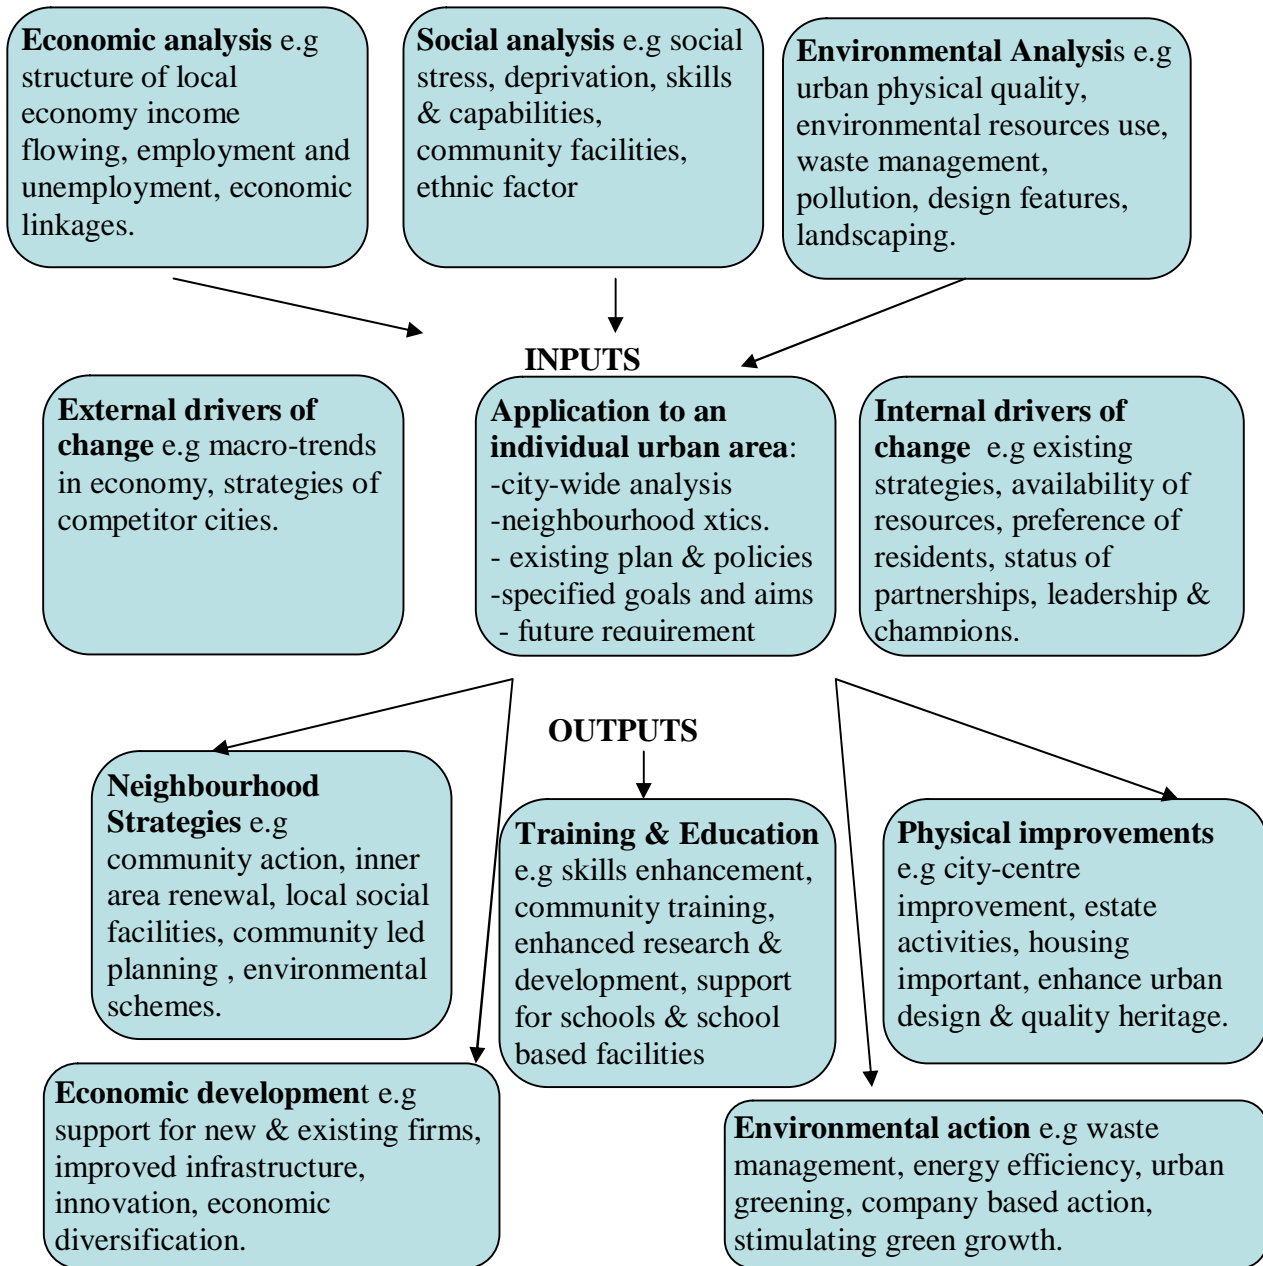 Economic analysis e.g
structure of local
economy income
flowing, employment and
unemployment, economic
linkages.
Social analysis e.g social
stress, deprivation, skills
& capabilities,
community facilities,
ethnic factor
Environmental Analysis e.g
urban physical quality,
environmental resources use,
waste management,
pollution, design features,
landscaping.
INPUTS
External drivers of
change e.g macro-trends
in economy, strategies of
competitor cities.
Application to an
individual urban area:
-city-wide analysis
-neighbourhood xtics.
- existing plan & policies
-specified goals and aims
- future requirement
Internal drivers of
change e.g existing
strategies, availability of
resources, preference of
residents, status of
partnerships, leadership &
champions.
OUTPUTS
Neighbourhood
Strategies e.g
community action, inner
area renewal, local social
facilities, community led
planning , environmental
schemes.
Training & Education
e.g skills enhancement,
community training,
enhanced research &
development, support
for schools & school
based facilities
Physical improvements
e.g city-centre
improvement, estate
activities, housing
important, enhance urban
design & quality heritage.
Economic development e.g
support for new & existing firms,
improved infrastructure,
innovation, economic
diversification.
Environmental action e.g waste
management, energy efficiency, urban
greening, company based action,
stimulating green growth.